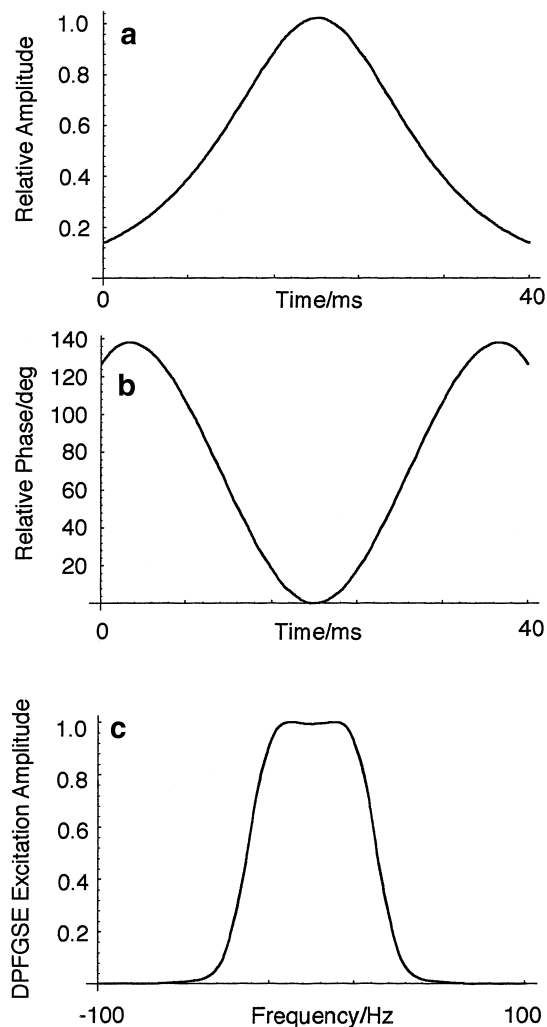 a
Relative Amplitude
1.0
0.8
0.6
0.4
0.2
0
Time/ms
40
b
Relative Phase/deg
140
120
100
80
60
40
20
0
Time/ms
40
c
DPFGSE Excitation Amplitude
1.0
0.8
0.6
0.4
0.2
-100
Frequency/Hz
100